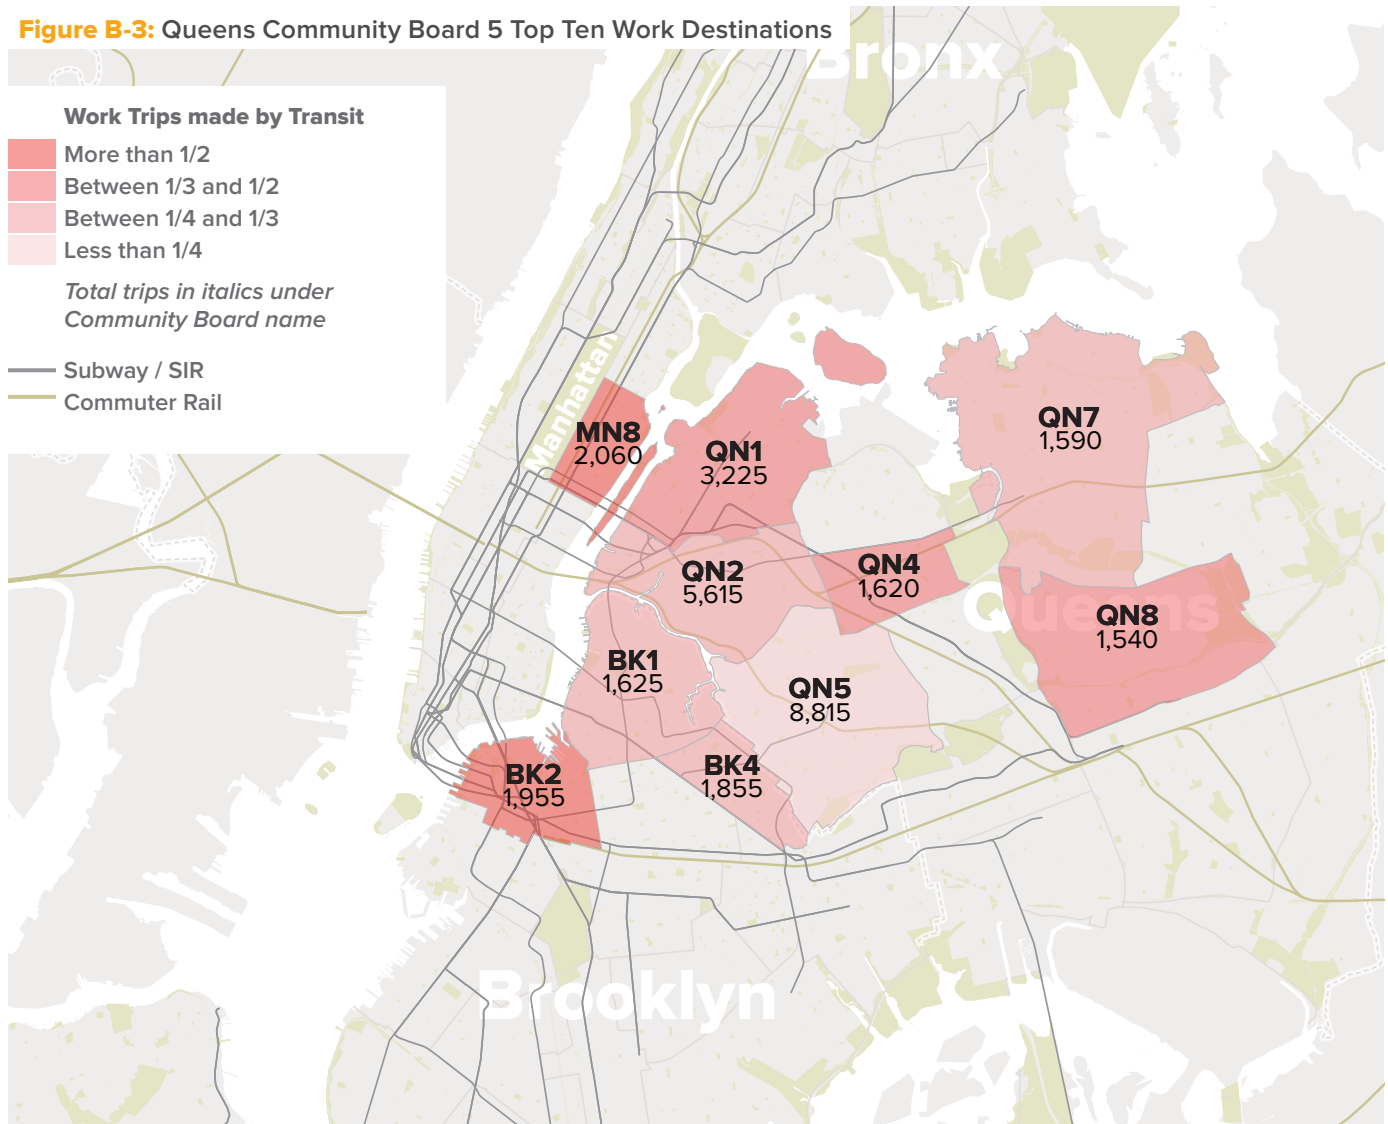 Figure B-3: Queens Community Board 5 Top Ten Work Destinations
Bronx
Work Trips made by Transit
More than 1/2
Between 1/3 and 1/2
Between 1/4 and 1/3
Less than 1/4
Total trips in italics under
Community Board name
Subway / SIR
Commuter Rail
Manhattan
MN8
2,060
QN1
3,225
QN7
1,590
QN2
5,615
QN4
1,620
Queens
QN8
1,540
BK1
1,625
QN5
8,815
BK4
1,855
BK2
1,955
Brooklyn